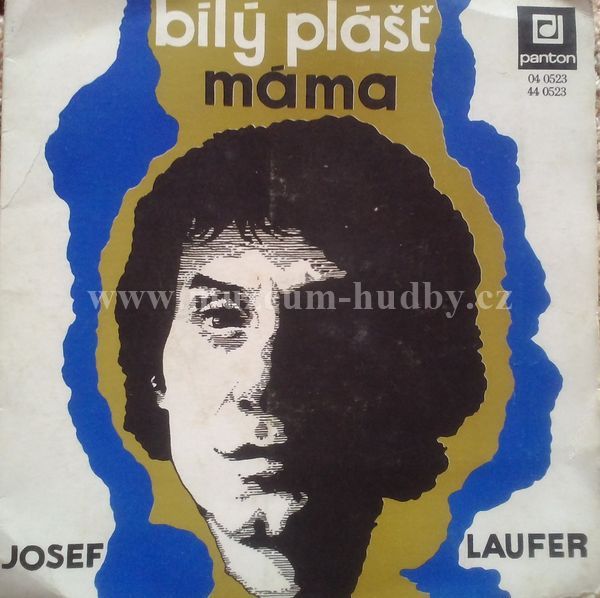 bílý plášť
máma
panton
04 0523
44 0523
www.muzeum-hudby.cz
JOSEF
LAUFER